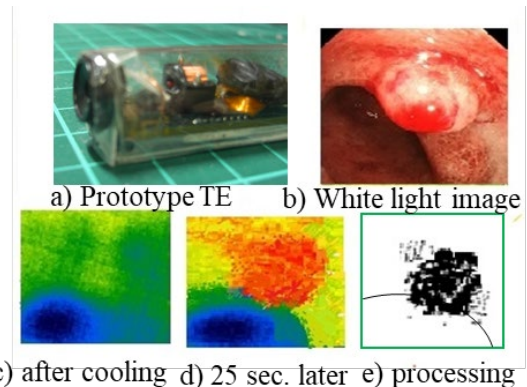 a) Prototype TE
b) White light image
c) after cooling d) 25 sec. later e) processing